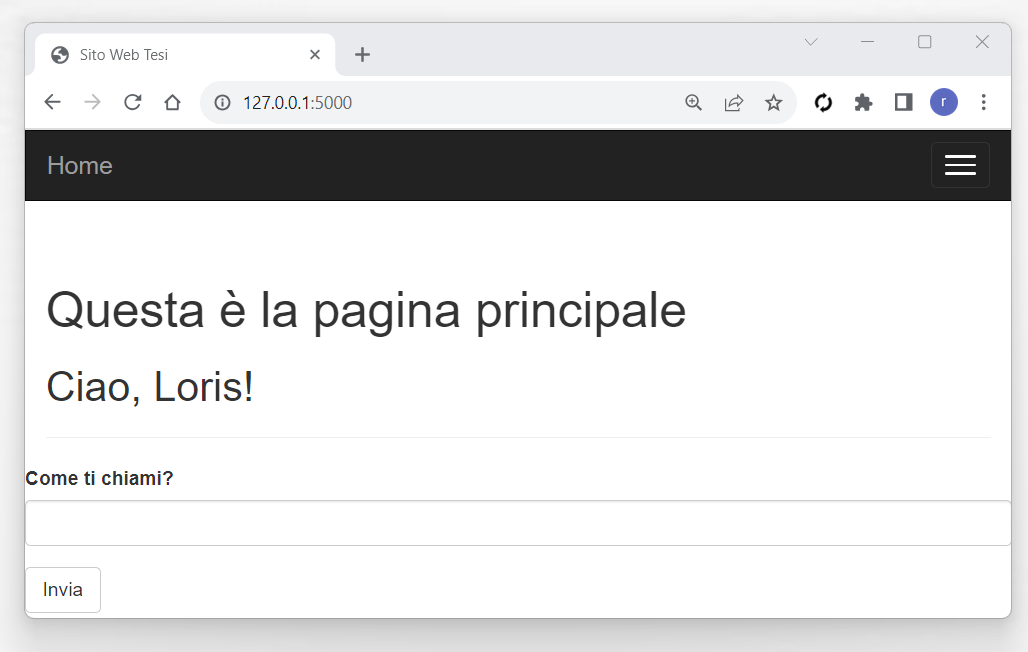 Sito Web Tesi
127.0.0.1:5000
r
Home
Questa è la pagina principale
Ciao, Loris!
Come ti chiami?
Invia